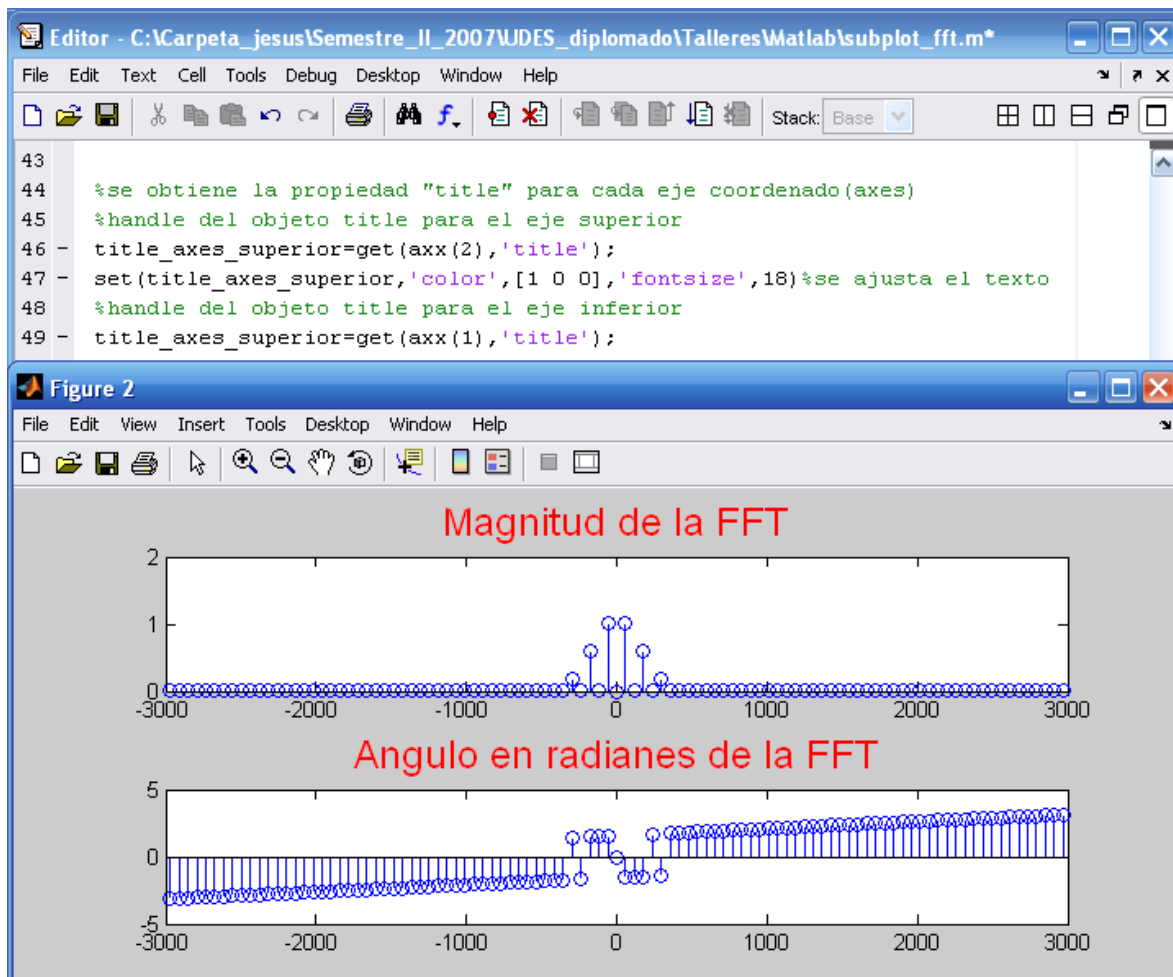 Editor - C:\Carpeta_jesus\Semestre_II_2007\UDES_diplomado\Talleres\Matlab\subplot_fft.m*
File Edit Text Cell Tools Debug Desktop Window Help
Stack: Base
43
44 %se obtiene la propiedad "title" para cada eje coordenado(axes)
45 %handle del objeto title para el eje superior
46 - title_axes_superior=get(axx(2),'title');
47 - set(title_axes_superior,'color',[1 0 0],'fontsize',18)%se ajusta el texto
48 %handle del objeto title para el eje inferior
49 - title_axes_superior=get(axx(1),'title');
Figure 2
File Edit View Insert Tools Desktop Window Help
Magnitud de la FFT
2
1
0
-3000 -2000 -1000 0 1000 2000 3000
Angulo en radianes de la FFT
5
0
-5
-3000 -2000 -1000 0 1000 2000 3000